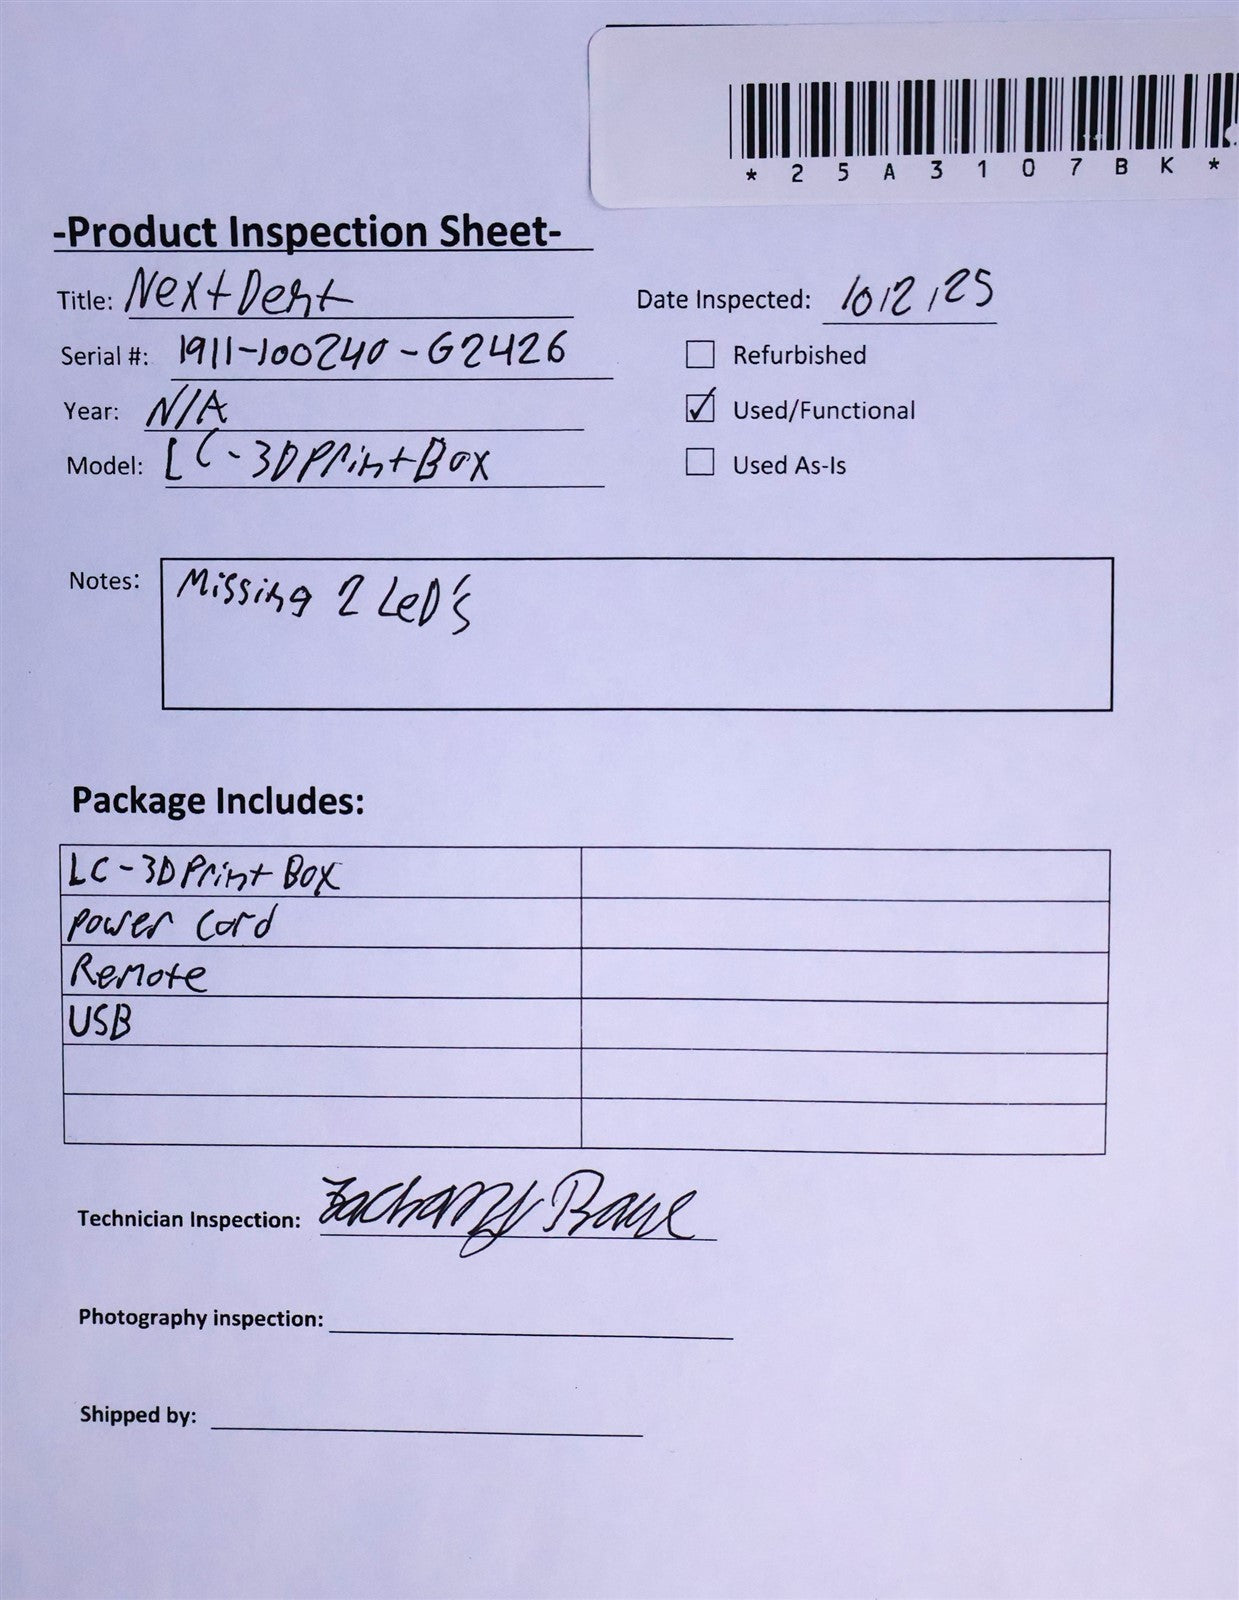 *25A3107BK*
-Product Inspection Sheet-
Title: NextDent
Date Inspected: 10/2/25
Serial #: 1911-100240-G2426
Refurbished
Year: N/A
Used/Functional
Model: LC-3DPrintBox
Used As-Is
Notes: Missing 2 LeD's
Package Includes:
LC-3DPrint Box
Power Cord
Remote
USB
Technician Inspection: Zachary
Photography inspection:
Shipped by: